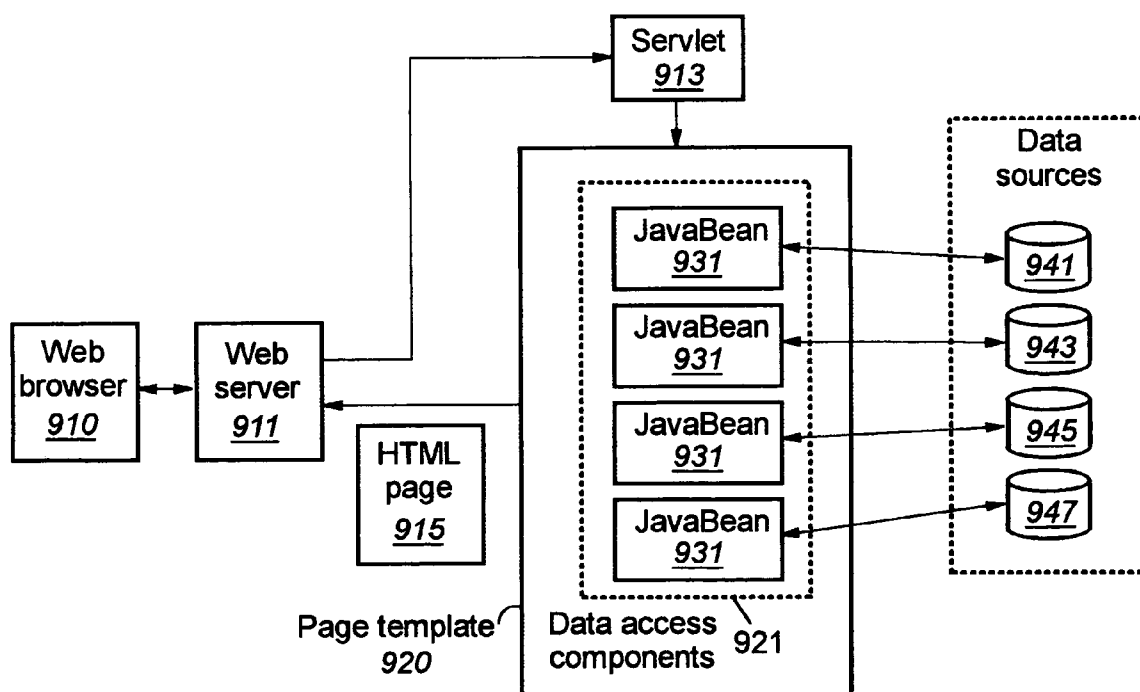 Servlet
913
Data
sources
JavaBean
931
941
JavaBean
931
943
Web
browser
910
Web
server
911
JavaBean
931
945
HTML
page
915
JavaBean
931
947
Page template
920
Data access
components
921